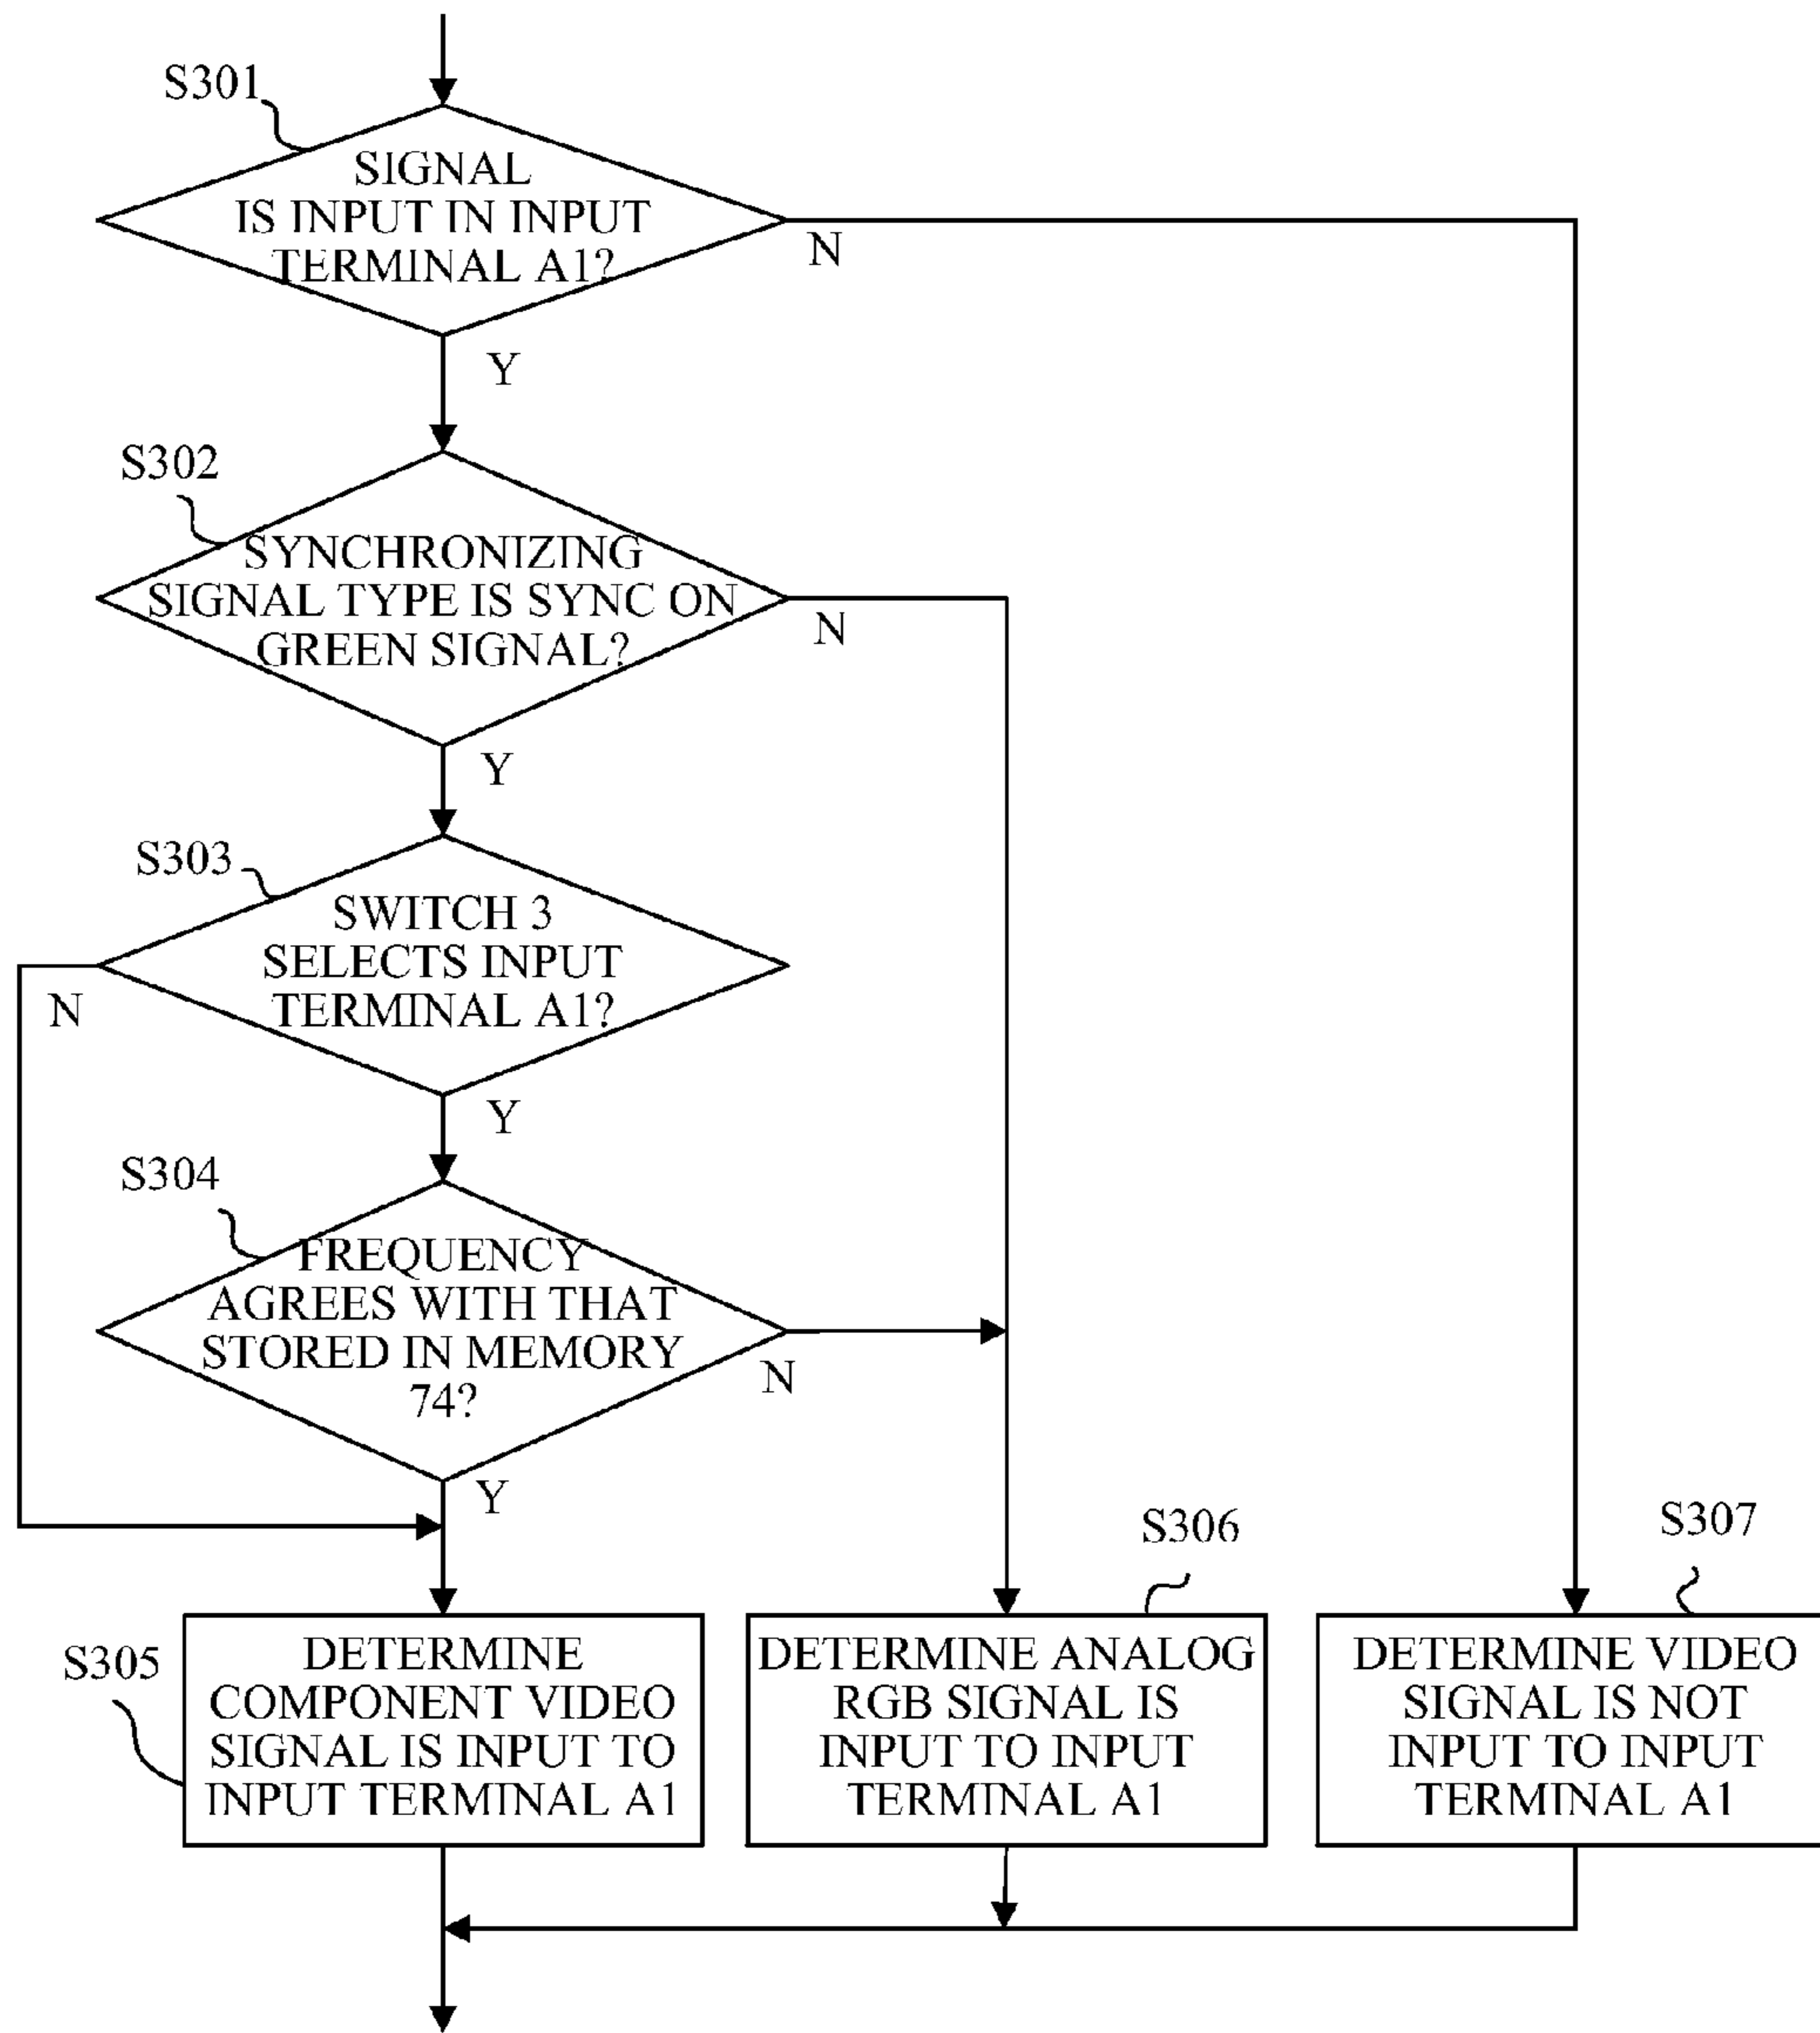 S301
SIGNAL
IS INPUT IN INPUT
TERMINAL A1?
N
Y
S302
SYNCHRONIZING
SIGNAL TYPE IS SYNC ON
GREEN SIGNAL?
N
Y
S303
SWITCH 3
SELECTS INPUT
TERMINAL A1?
N
Y
S304
FREQUENCY
AGREES WITH THAT
STORED IN MEMORY
74?
N
Y
S305
DETERMINE
COMPONENT VIDEO
SIGNAL IS INPUT TO
INPUT TERMINAL A1
S306
DETERMINE ANALOG
RGB SIGNAL IS
INPUT TO INPUT
TERMINAL A1
S307
DETERMINE VIDEO
SIGNAL IS NOT
INPUT TO INPUT
TERMINAL A1